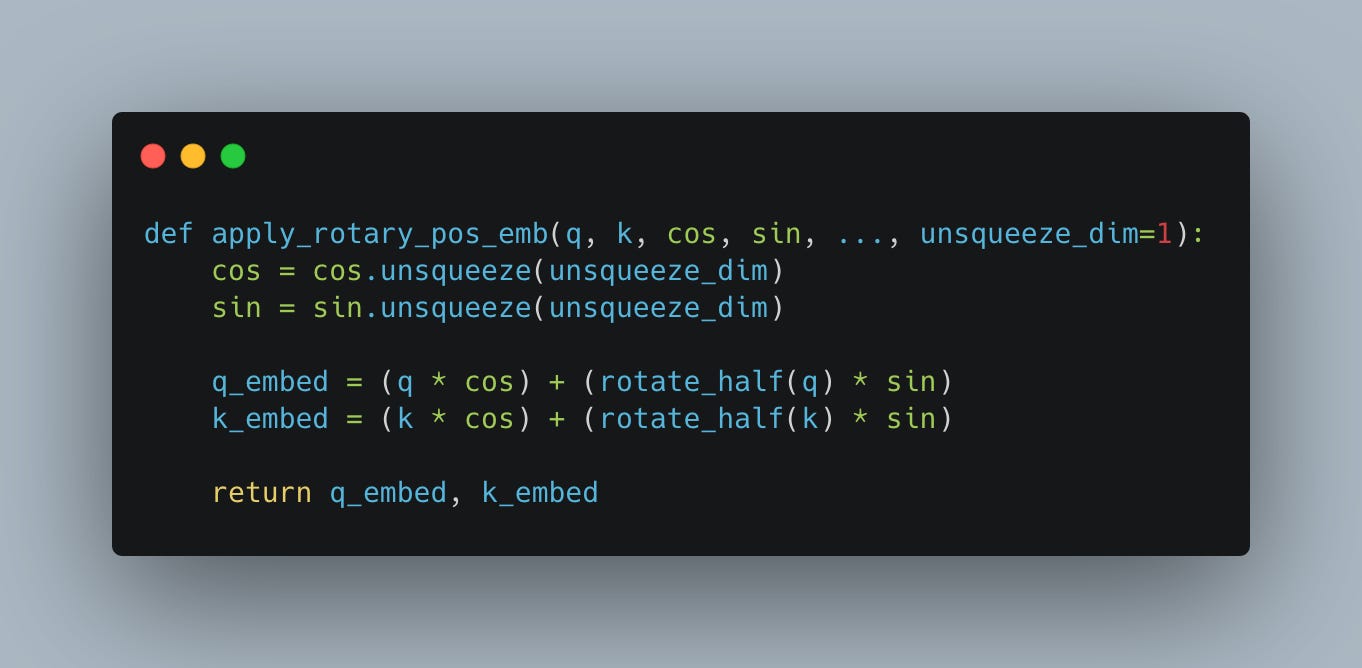 def apply_rotary_pos_emb(q, k, cos, sin, ..., unsqueeze_dim=1):
    cos = cos.unsqueeze(unsqueeze_dim)
    sin = sin.unsqueeze(unsqueeze_dim)

    q_embed = (q * cos) + (rotate_half(q) * sin)
    k_embed = (k * cos) + (rotate_half(k) * sin)

    return q_embed, k_embed